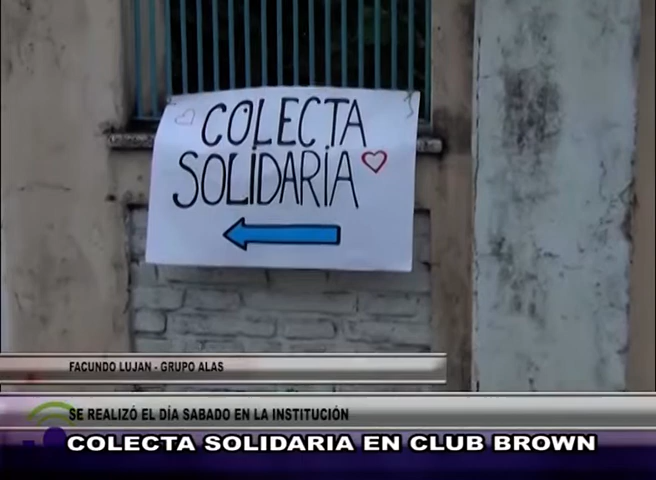 COLECTA
SOLIDARIA
FACUNDO LUJAN - GRUPO ALAS
SE REALIZÓ EL DÍA SABADO EN LA INSTITUCIÓN
COLECTA SOLIDARIA EN CLUB BROWN